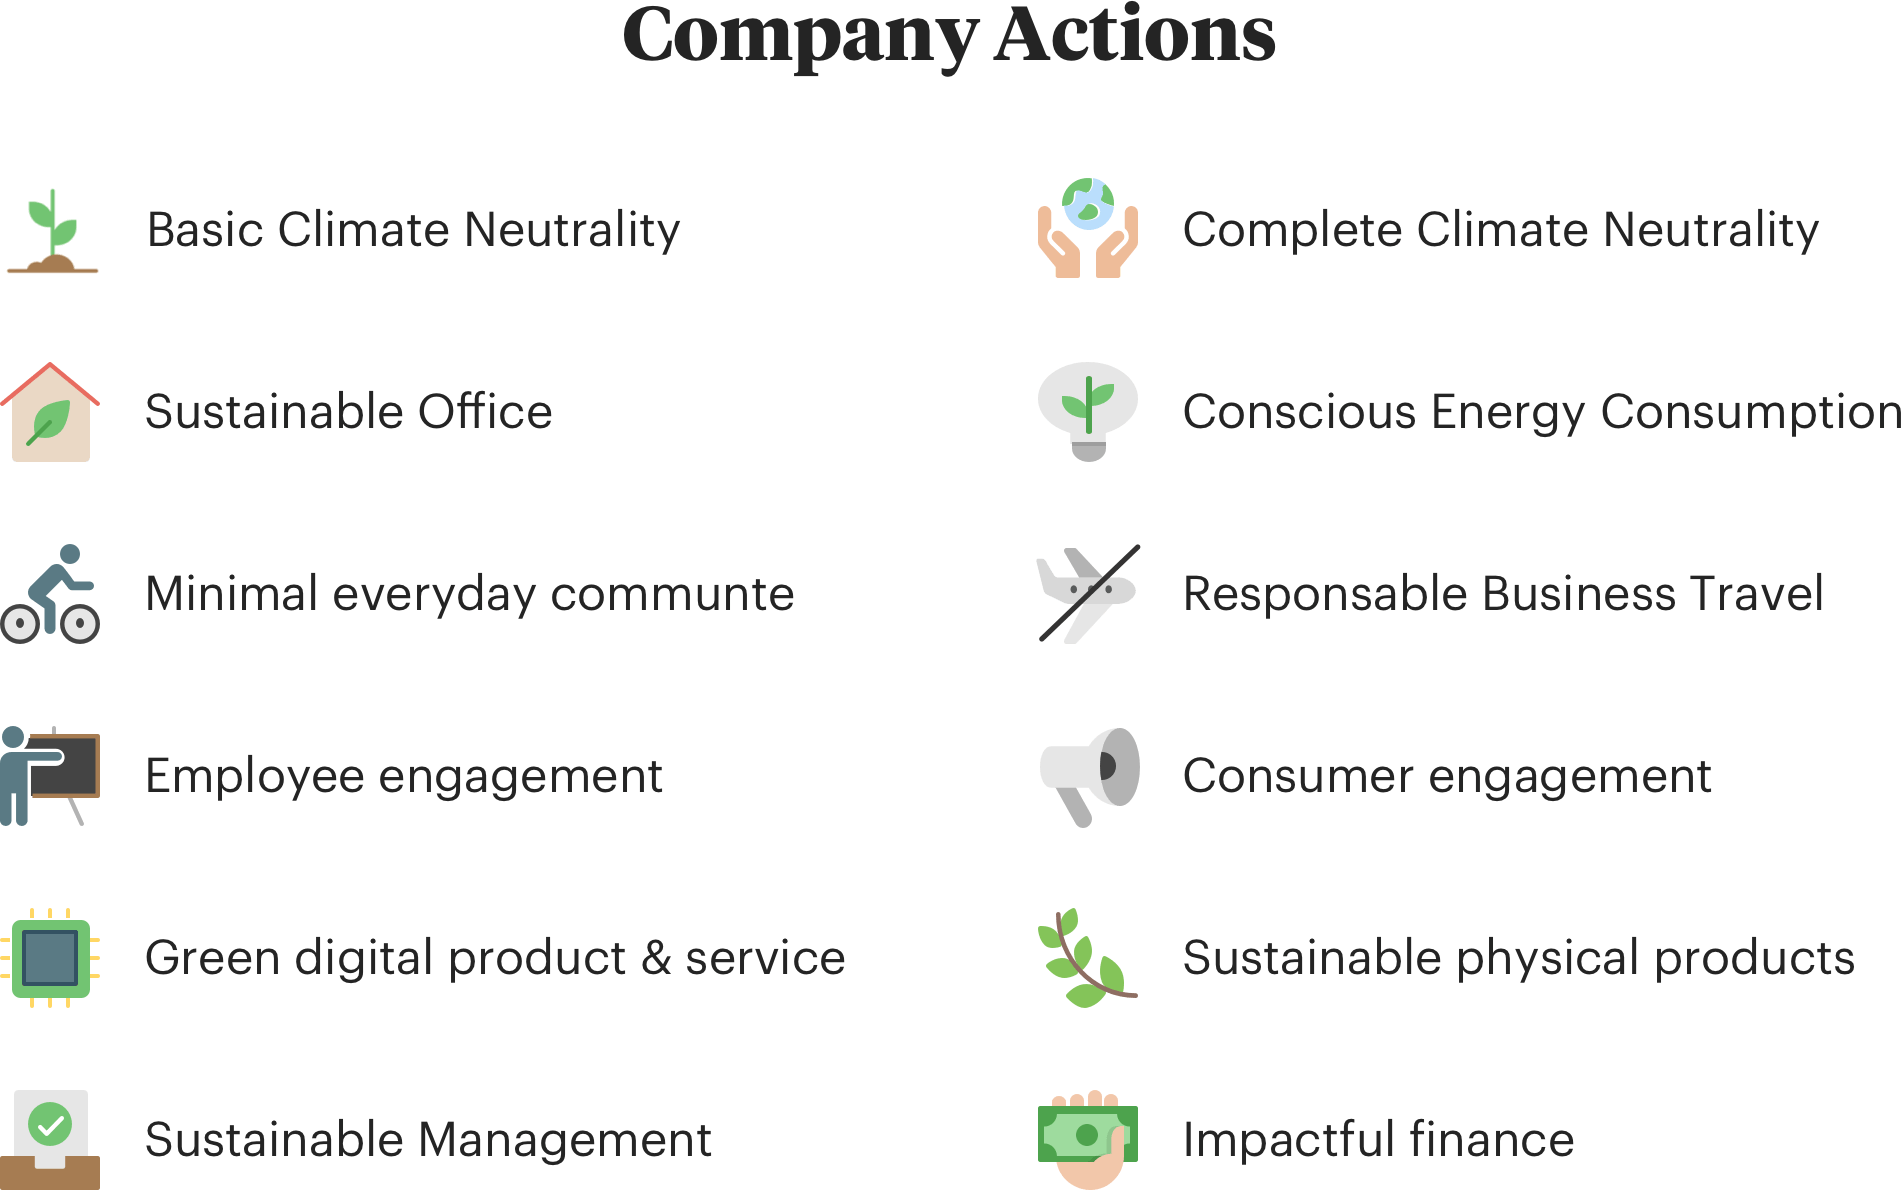 Company Actions
Basic Climate Neutrality
Complete Climate Neutrality
Sustainable Office
Conscious Energy Consumption
Minimal everyday communte
Responsable Business Travel
Employee engagement
Consumer engagement
Green digital product & service
Sustainable physical products
Sustainable Management
Impactful finance